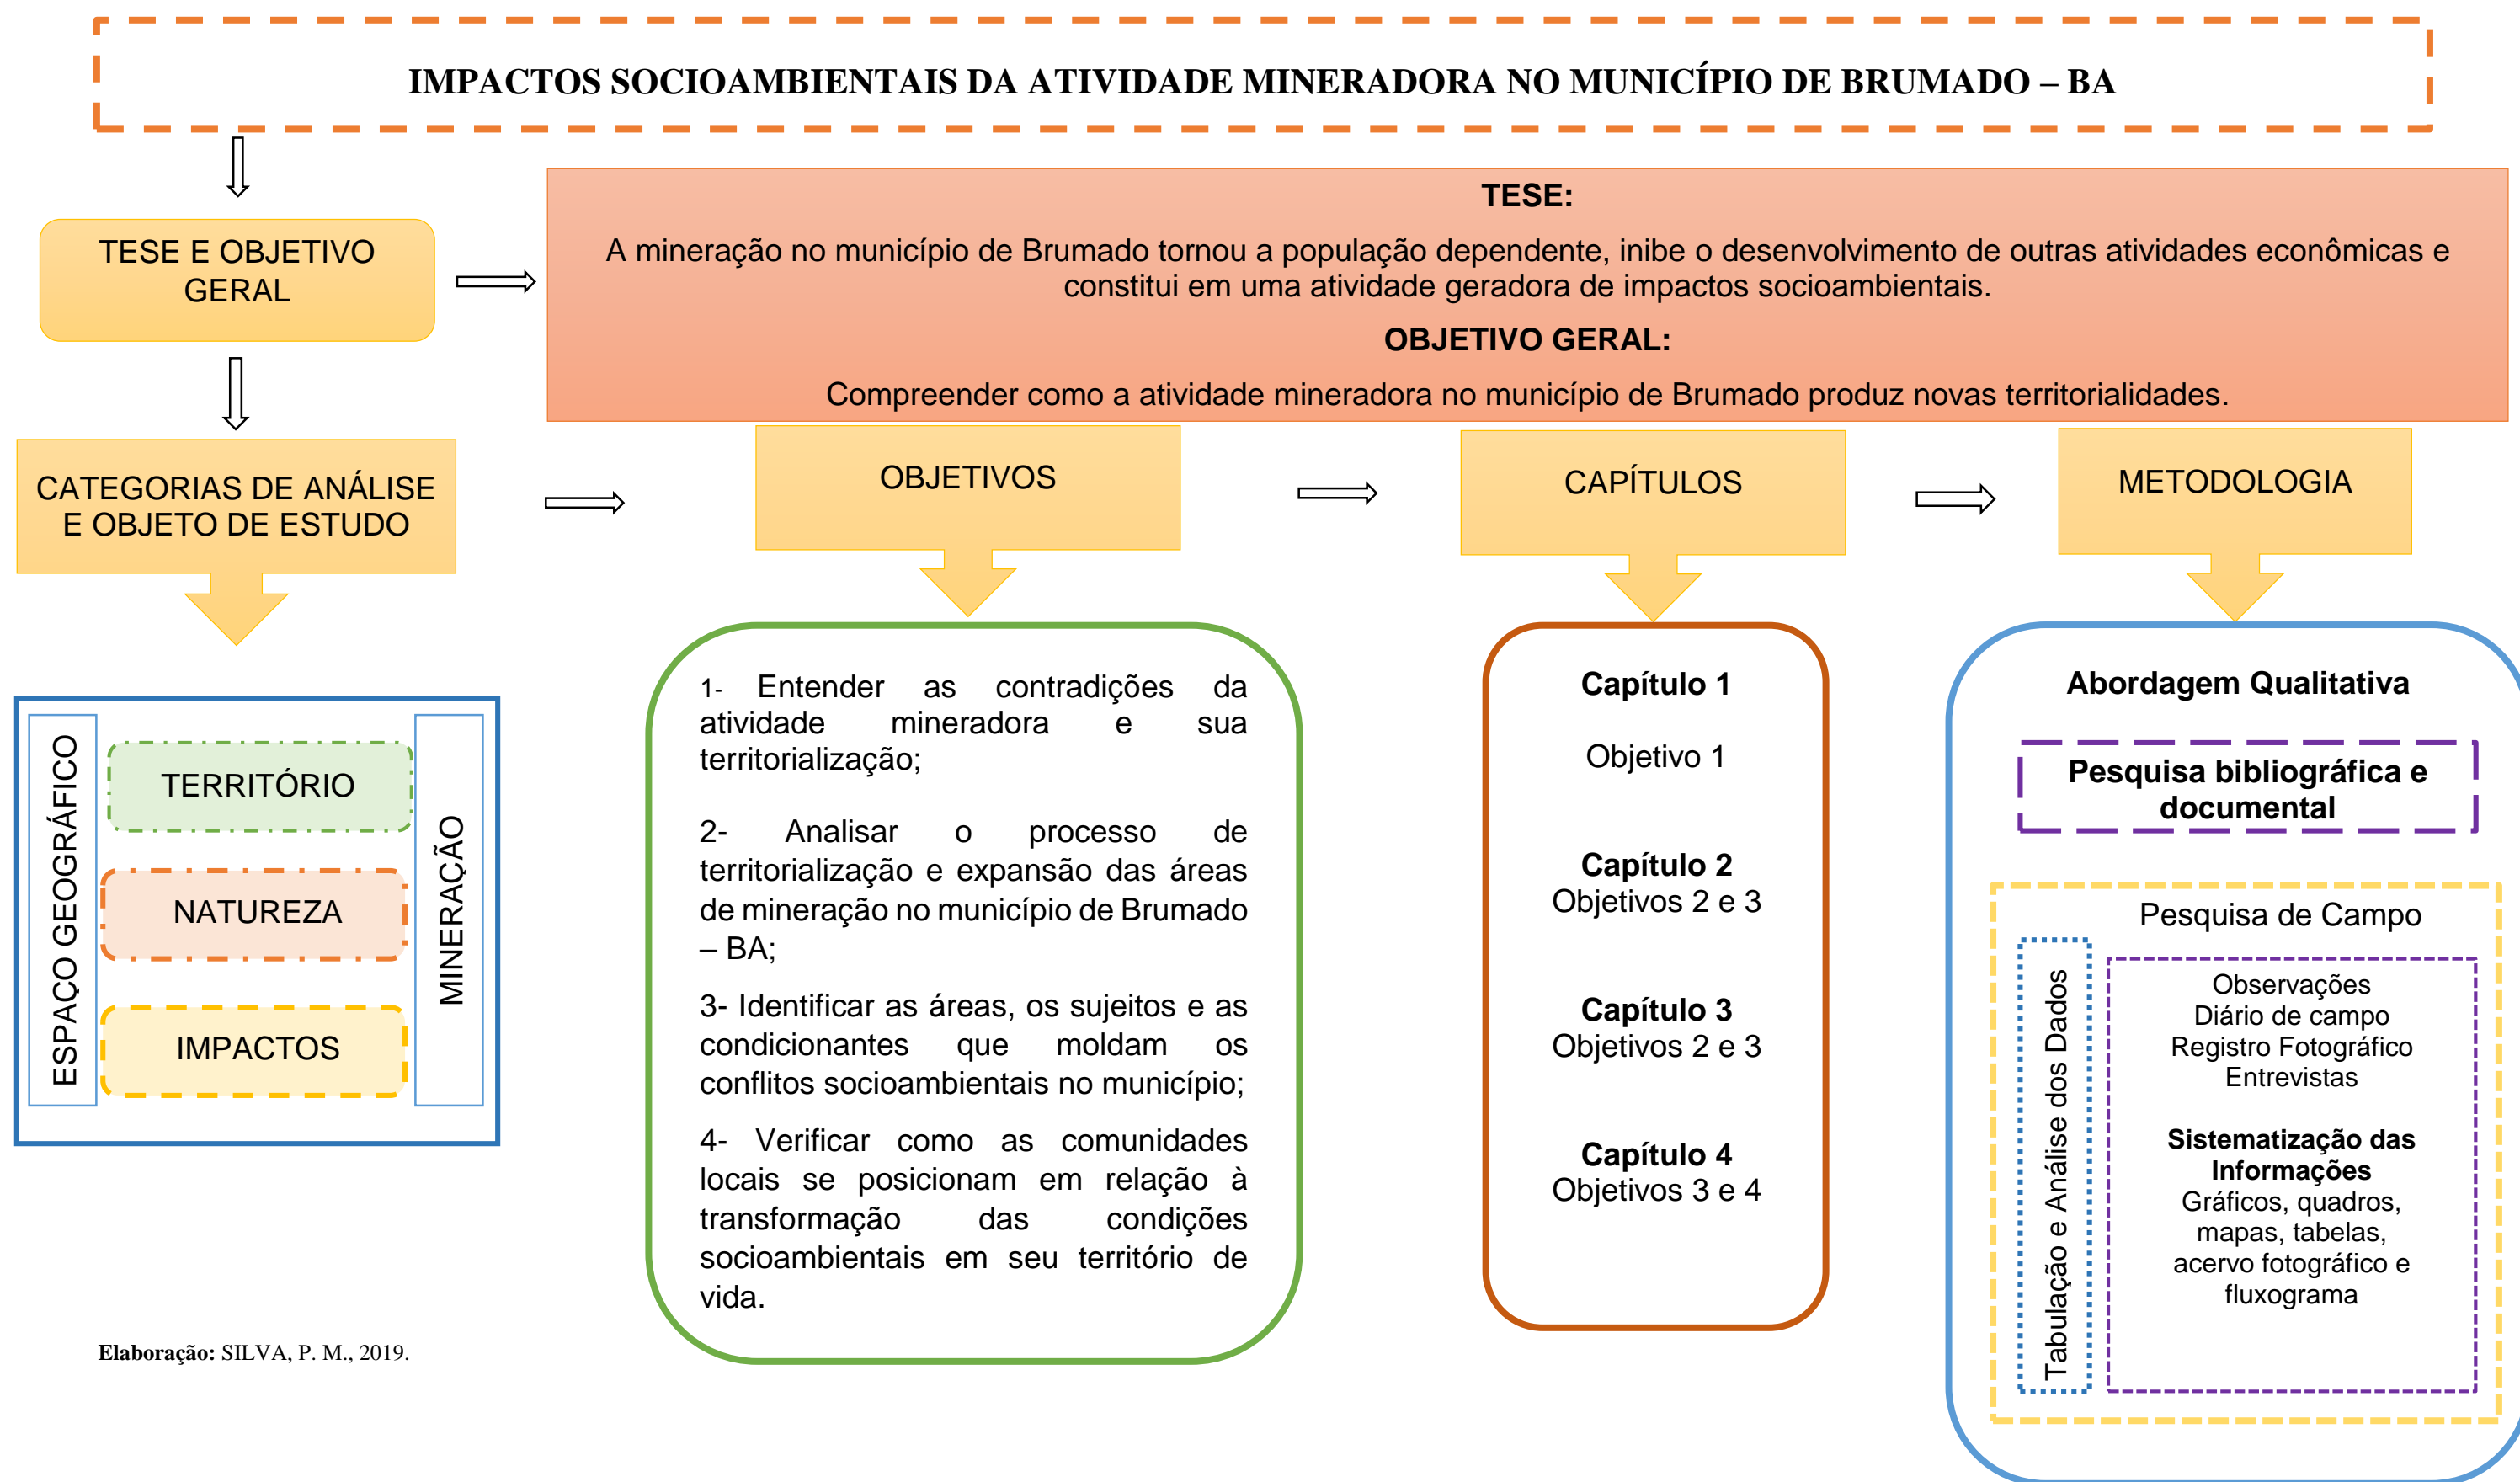 IMPACTOS SOCIOAMBIENTAIS DA ATIVIDADE MINERADORA NO MUNICÍPIO DE BRUMADO – BA
TESE E OBJETIVO
GERAL
TESE:
A mineração no município de Brumado tornou a população dependente, inibe o desenvolvimento de outras atividades econômicas e
constitui em uma atividade geradora de impactos socioambientais.
OBJETIVO GERAL:
Compreender como a atividade mineradora no município de Brumado produz novas territorialidades.
CATEGORIAS DE ANÁLISE
E OBJETO DE ESTUDO
ESPAÇO GEOGRÁFICO
TERRITÓRIO
NATUREZA
IMPACTOS
MINERAÇÃO
OBJETIVOS
1- Entender as contradições da
atividade mineradora e sua
territorialização;
2- Analisar o processo de
territorialização e expansão das áreas
de mineração no município de Brumado
– BA;
3- Identificar as áreas, os sujeitos e as
condicionantes que moldam os
conflitos socioambientais no município;
4- Verificar como as comunidades
locais se posicionam em relação à
transformação das condições
socioambientais em seu território de
vida.
CAPÍTULOS
Capítulo 1
Objetivo 1
Capítulo 2
Objetivos 2 e 3
Capítulo 3
Objetivos 2 e 3
Capítulo 4
Objetivos 3 e 4
METODOLOGIA
Abordagem Qualitativa
Pesquisa bibliográfica e
documental
Pesquisa de Campo
Tabulação e Análise dos Dados
Observações
Diário de campo
Registro Fotográfico
Entrevistas
Sistematização das
Informações
Gráficos, quadros,
mapas, tabelas,
acervo fotográfico e
fluxograma
Elaboração: SILVA, P. M., 2019.